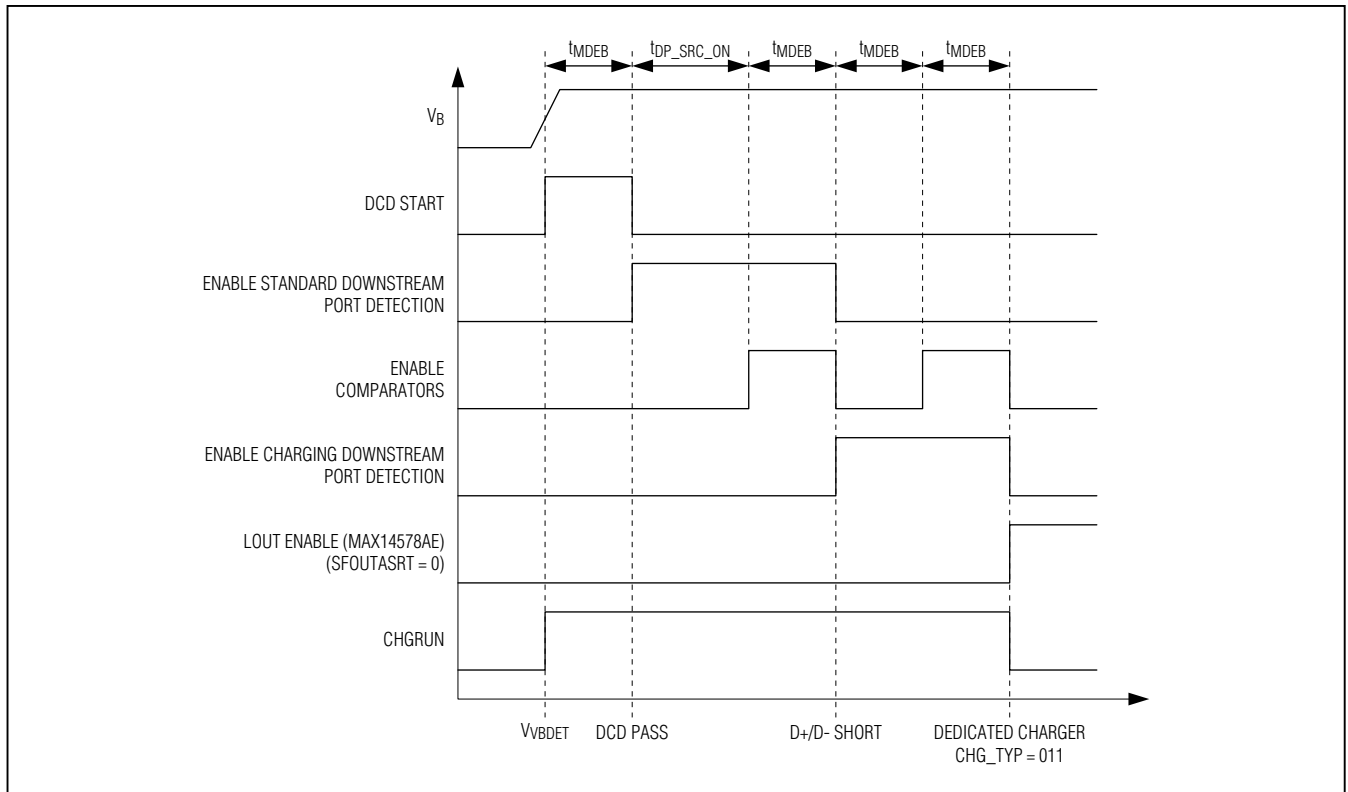 tMDEB tDP_SRC_ON tMDEB tMDEB tMDEB
VB
DCD START
ENABLE STANDARD DOWNSTREAM
PORT DETECTION
ENABLE
COMPARATORS
ENABLE CHARGING DOWNSTREAM
PORT DETECTION
LOUT ENABLE (MAX14578AE)
(SFOUTASRT = 0)
CHGRUN
VVBDET DCD PASS D+/D- SHORT DEDICATED CHARGER
CHG_TYP = 011